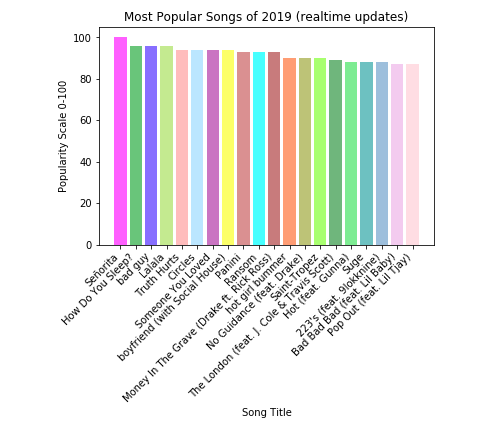 Most Popular Songs of 2019 (realtime updates)
Popularity Scale 0-100
100
80
60
40
20
0
Señorita
How Do You Sleep?
bad guy
Lalala
Truth Hurts
Circles
Someone You Loved
boyfriend (with Social House)
Panini
Ransom
Money In The Grave (Drake ft. Rick Ross)
hot girl bummer
No Guidance (feat. Drake)
Saint-Tropez
The London (feat. J. Cole & Travis Scott)
Hot (feat. Gunna)
Suge
223's (feat. 9lokknine)
Bad Bad Bad (feat. Lil Baby)
Pop Out (feat. Lil Tjay)
Song Title